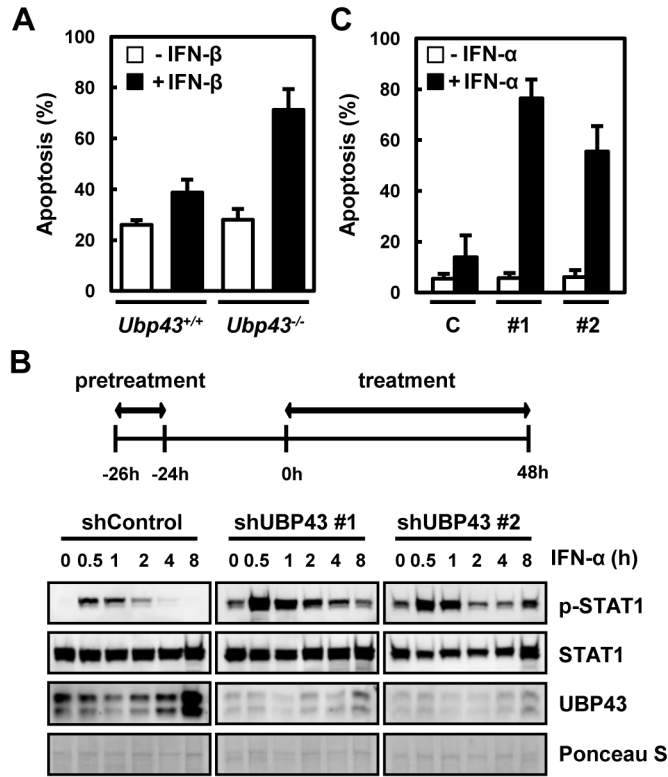 A
Apoptosis (%)
100
80
60
40
20
0
- IFN-β
+ IFN-β
Ubp43+/+ Ubp43-/-
C
Apoptosis (%)
100
80
60
40
20
0
- IFN-α
+ IFN-α
C #1 #2
B
pretreatment treatment
-26h -24h 0h 48h
shControl shUBP43 #1 shUBP43 #2
0 0.5 1 2 4 8 0 0.5 1 2 4 8 0 0.5 1 2 4 8 IFN-α (h)
p-STAT1
STAT1
UBP43
Ponceau S